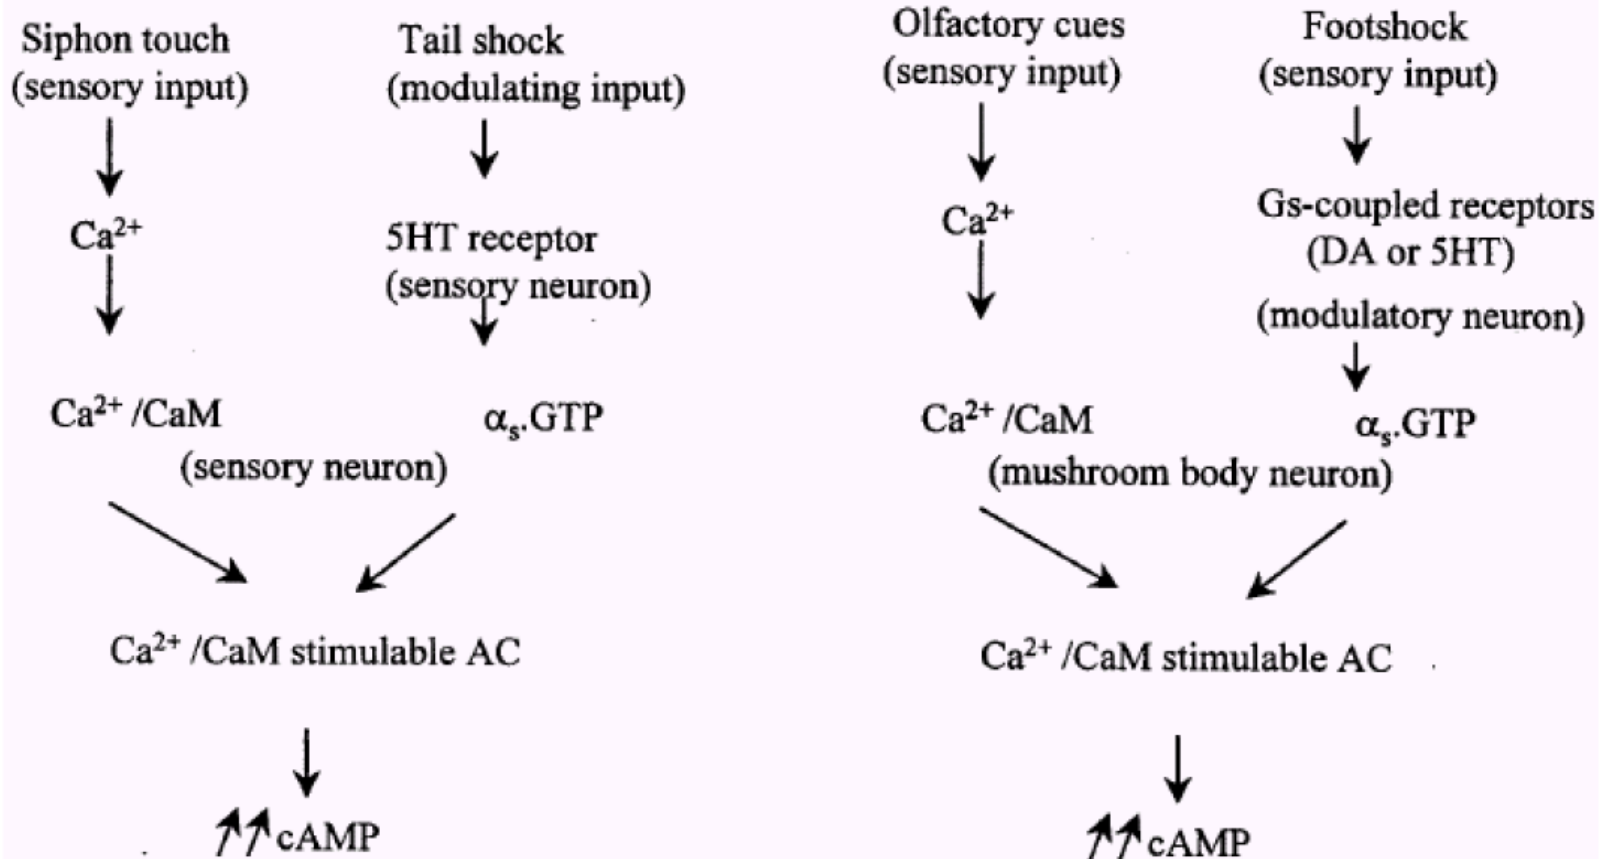 Siphon touch
(sensory input)
Tail shock
(modulating input)
Ca²⁺
5HT receptor
(sensory neuron)
Ca²⁺ /CaM
αₛ.GTP
(sensory neuron)
Ca²⁺ /CaM stimulable AC
↑↑cAMP
Olfactory cues
(sensory input)
Footshock
(sensory input)
Ca²⁺
Gs-coupled receptors
(DA or 5HT)
(modulatory neuron)
Ca²⁺ /CaM
αₛ.GTP
(mushroom body neuron)
Ca²⁺ /CaM stimulable AC
↑↑cAMP